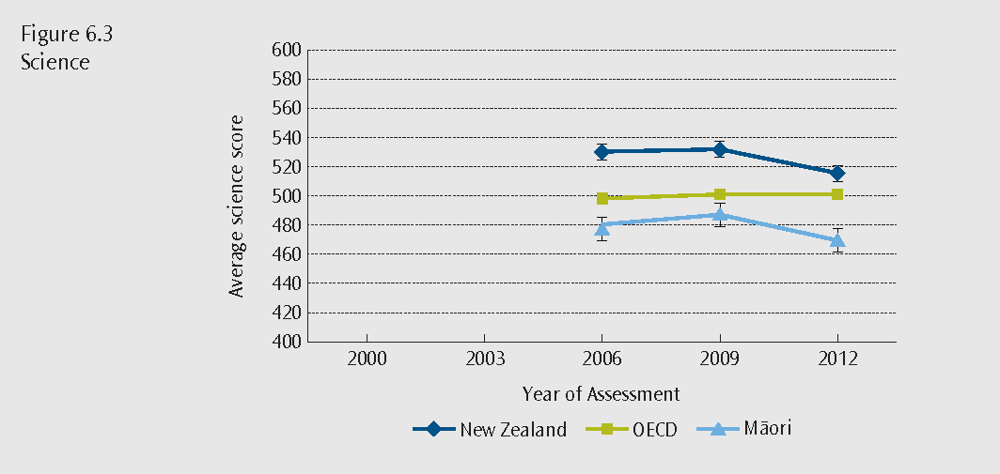 Figure 6.3
Science
600
580
560
540
520
500
480
460
440
420
400
Average science score
2000 2003 2006 2009 2012
Year of Assessment
New Zealand OECD Māori